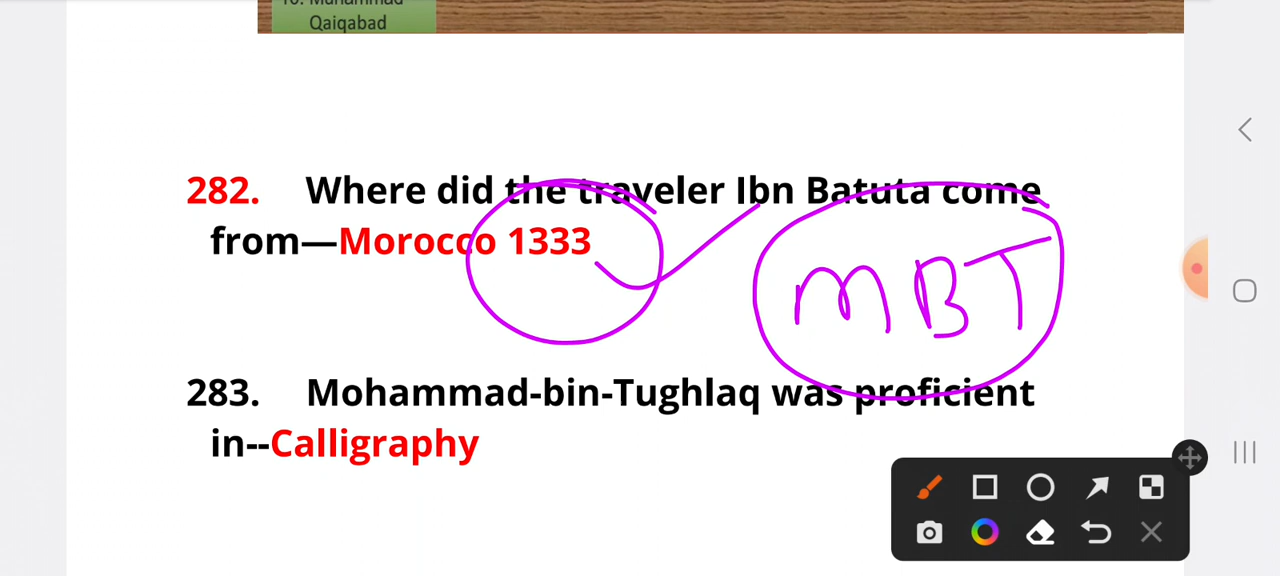 Qaiqabad
282. Where did the traveler Ibn Batuta come
from—Morocco 1333
MBT
283. Mohammad-bin-Tughlaq was proficient
in--Calligraphy